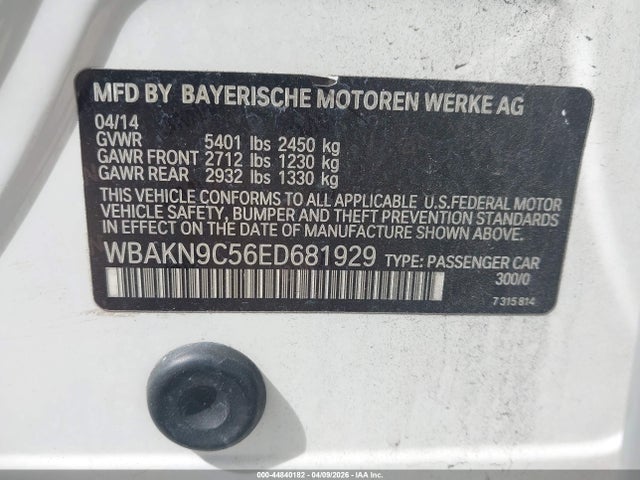 MFD BY BAYERISCHE MOTOREN WERKE AG
04/14
GVWR 5401 lbs 2450 kg
GAWR FRONT 2712 lbs 1230 kg
GAWR REAR 2932 lbs 1330 kg
THIS VEHICLE CONFORMS TO ALL APPLICABLE U.S.FEDERAL MOTOR
VEHICLE SAFETY, BUMPER AND THEFT PREVENTION STANDARDS
IN EFFECT ON THE DATE OF MANUFACTURE SHOWN ABOVE.
WBAKN9C56ED681929 TYPE: PASSENGER CAR
300/0
7 315 814
000-44840182 - 04/09/2026 - IAA Inc.